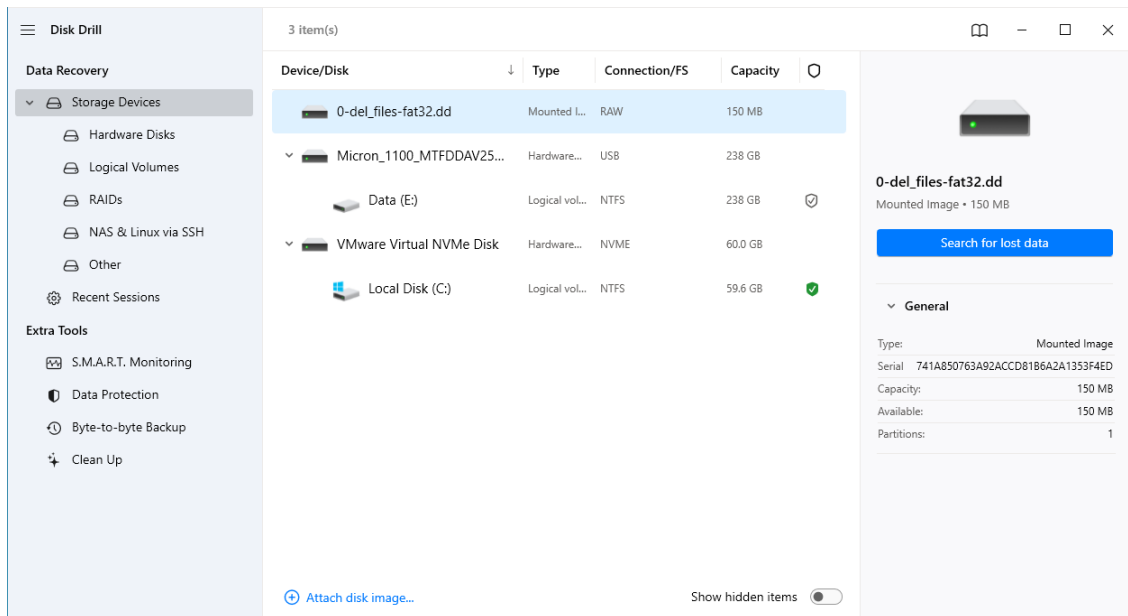 Disk Drill
3 item(s)
Data Recovery
Storage Devices
Hardware Disks
Logical Volumes
RAIDs
NAS & Linux via SSH
Other
Recent Sessions
Extra Tools
S.M.A.R.T. Monitoring
Data Protection
Byte-to-byte Backup
Clean Up
Device/Disk Type Connection/FS Capacity
0-del_files-fat32.dd Mounted I... RAW 150 MB
Micron_1100_MTFDDAV25... Hardware... USB 238 GB
Data (E:) Logical vol... NTFS 238 GB
VMware Virtual NVMe Disk Hardware... NVME 60.0 GB
Local Disk (C:) Logical vol... NTFS 59.6 GB
Attach disk image...
Show hidden items
0-del_files-fat32.dd
Mounted Image • 150 MB
Search for lost data
General
Type: Mounted Image
Serial 741A850763A92ACCD81B6A2A1353F4ED
Capacity: 150 MB
Available: 150 MB
Partitions: 1